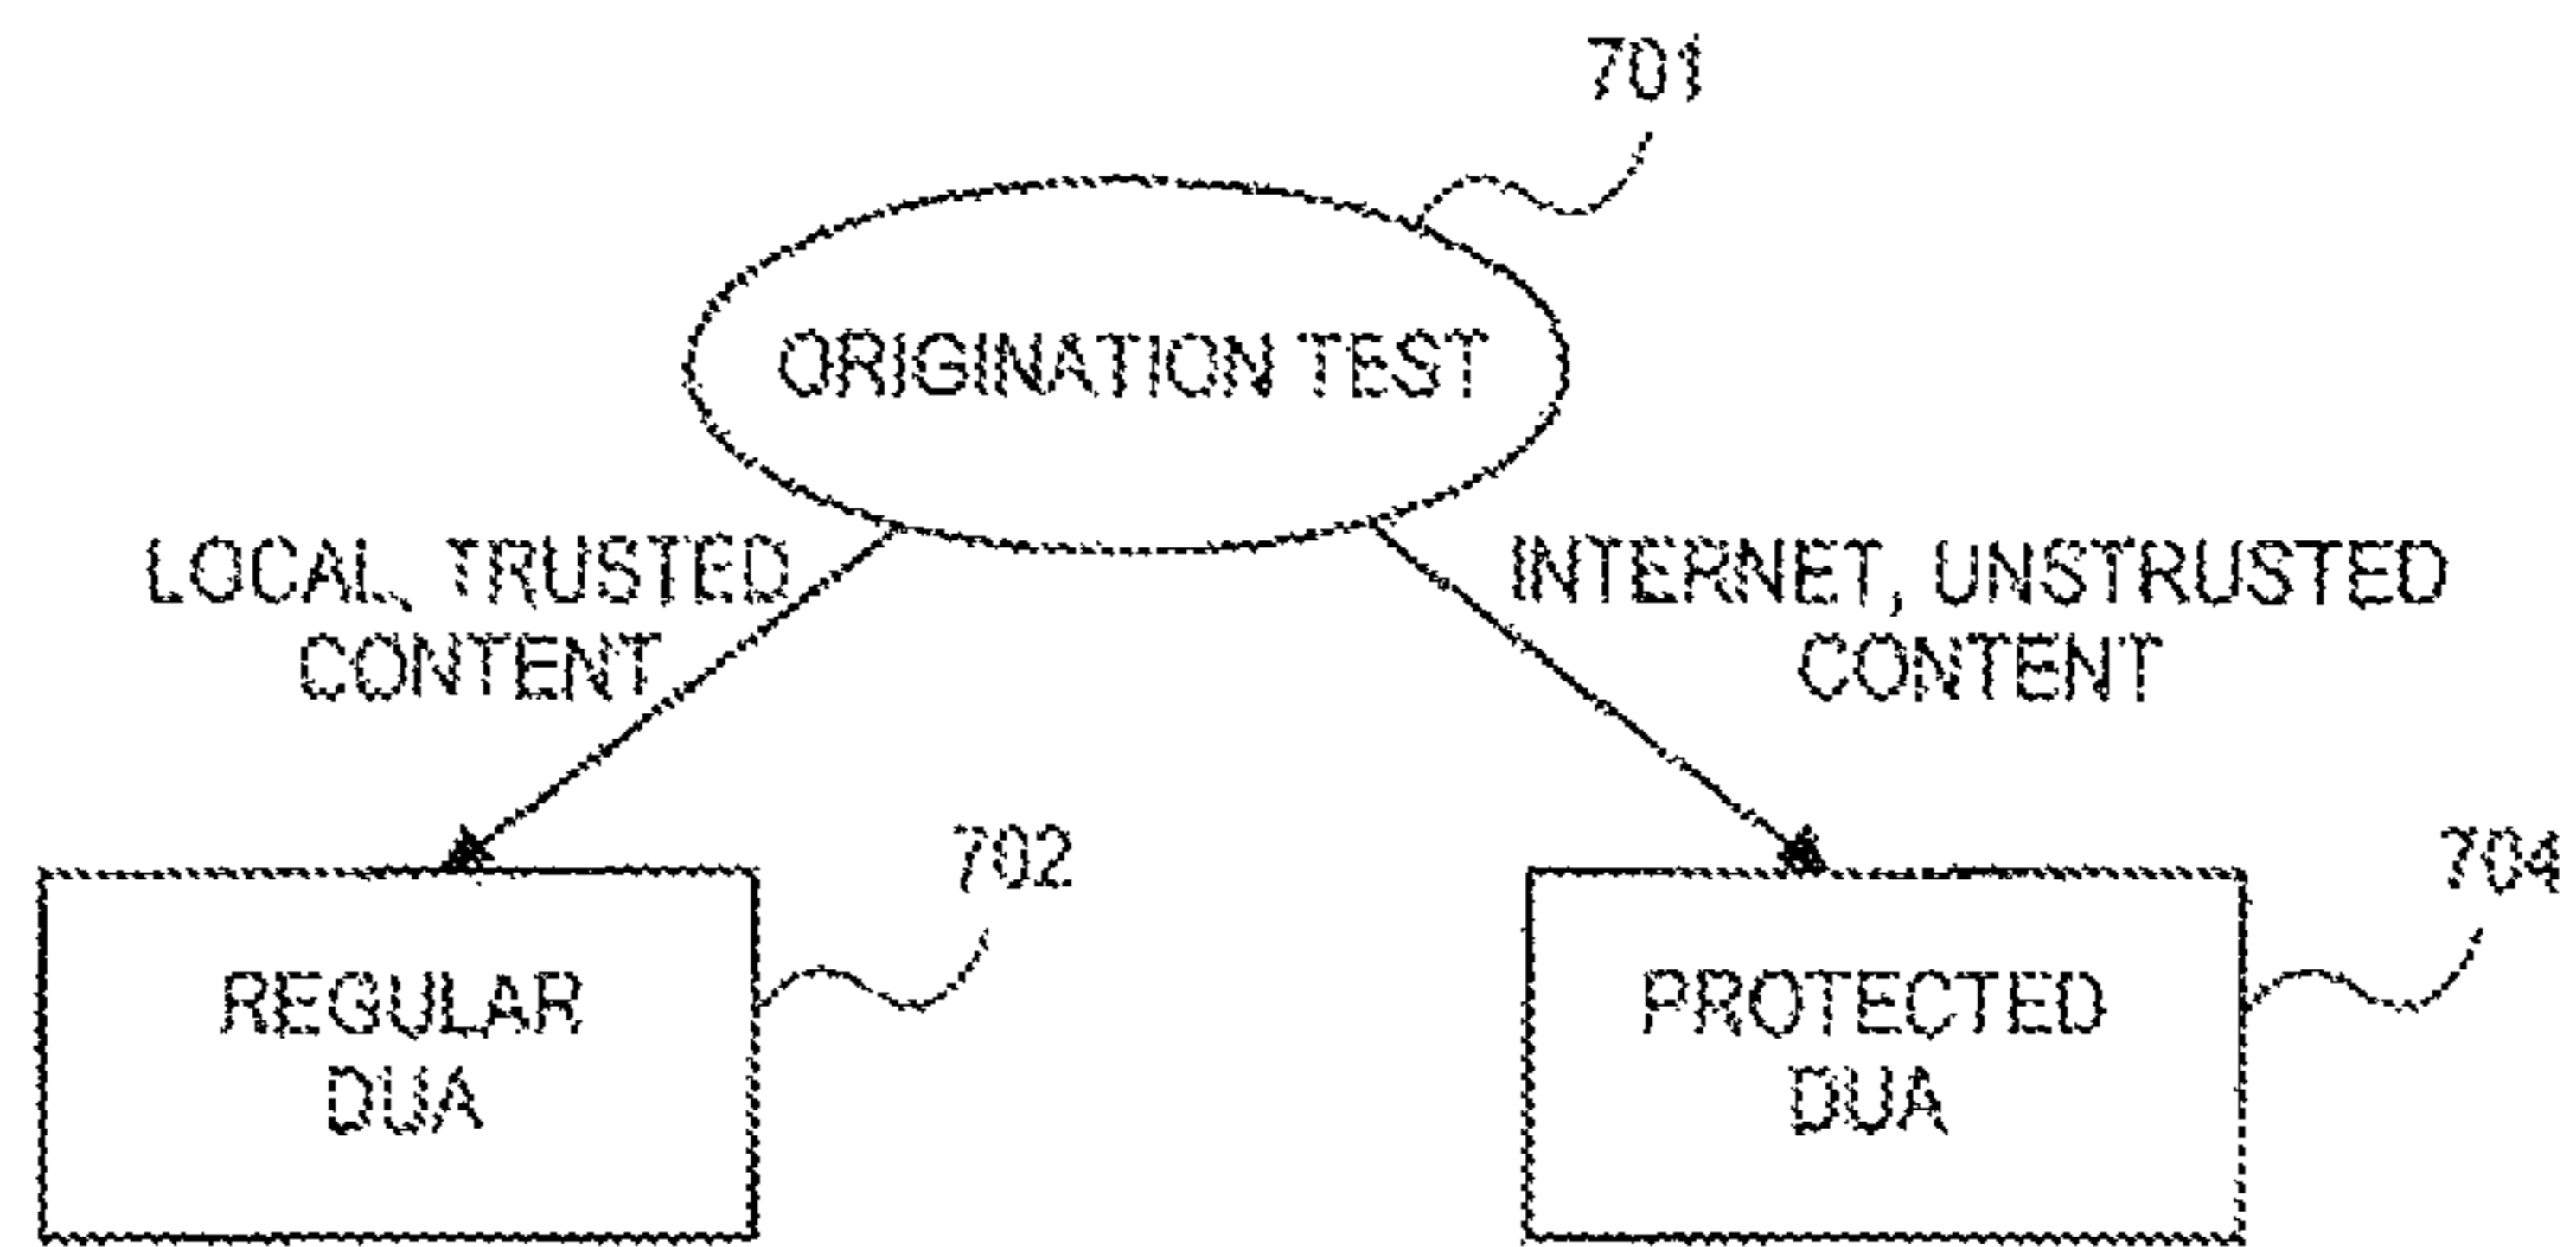 701
ORIGINATION TEST
LOCAL, TRUSTED
CONTENT
INTERNET, UNSTRUSTED
CONTENT
702
704
REGULAR
DUA
PROTECTED
DUA